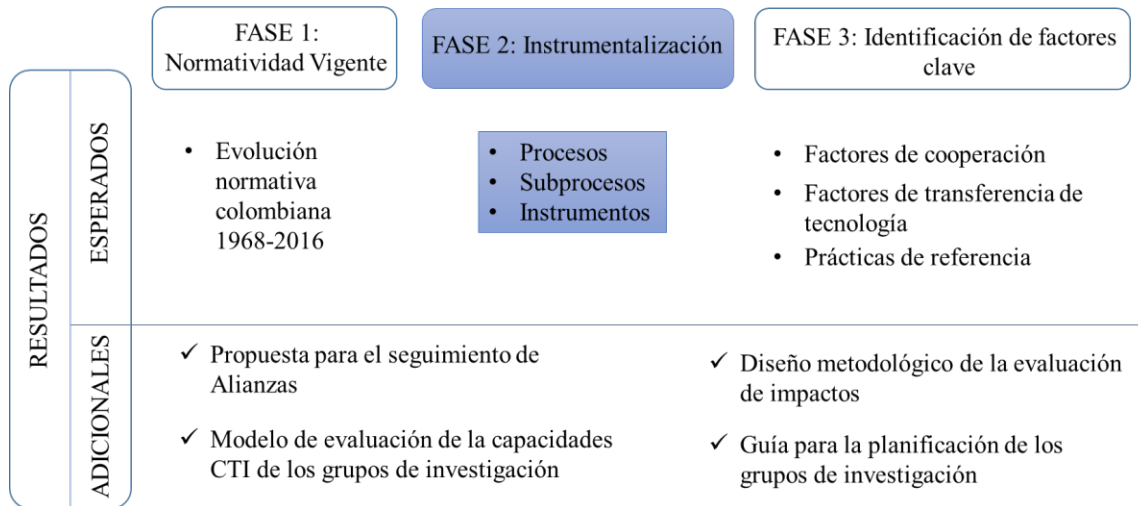 FASE 1:
Normatividad Vigente
FASE 2: Instrumentalización
FASE 3: Identificación de factores
clave
RESULTADOS
ESPERADOS
• Evolución
normativa
colombiana
1968-2016
• Procesos
• Subprocesos
• Instrumentos
• Factores de cooperación
• Factores de transferencia de
tecnología
• Prácticas de referencia
ADICIONALES
✓ Propuesta para el seguimiento de
Alianzas
✓ Modelo de evaluación de la capacidades
CTI de los grupos de investigación
✓ Diseño metodológico de la evaluación
de impactos
✓ Guía para la planificación de los
grupos de investigación